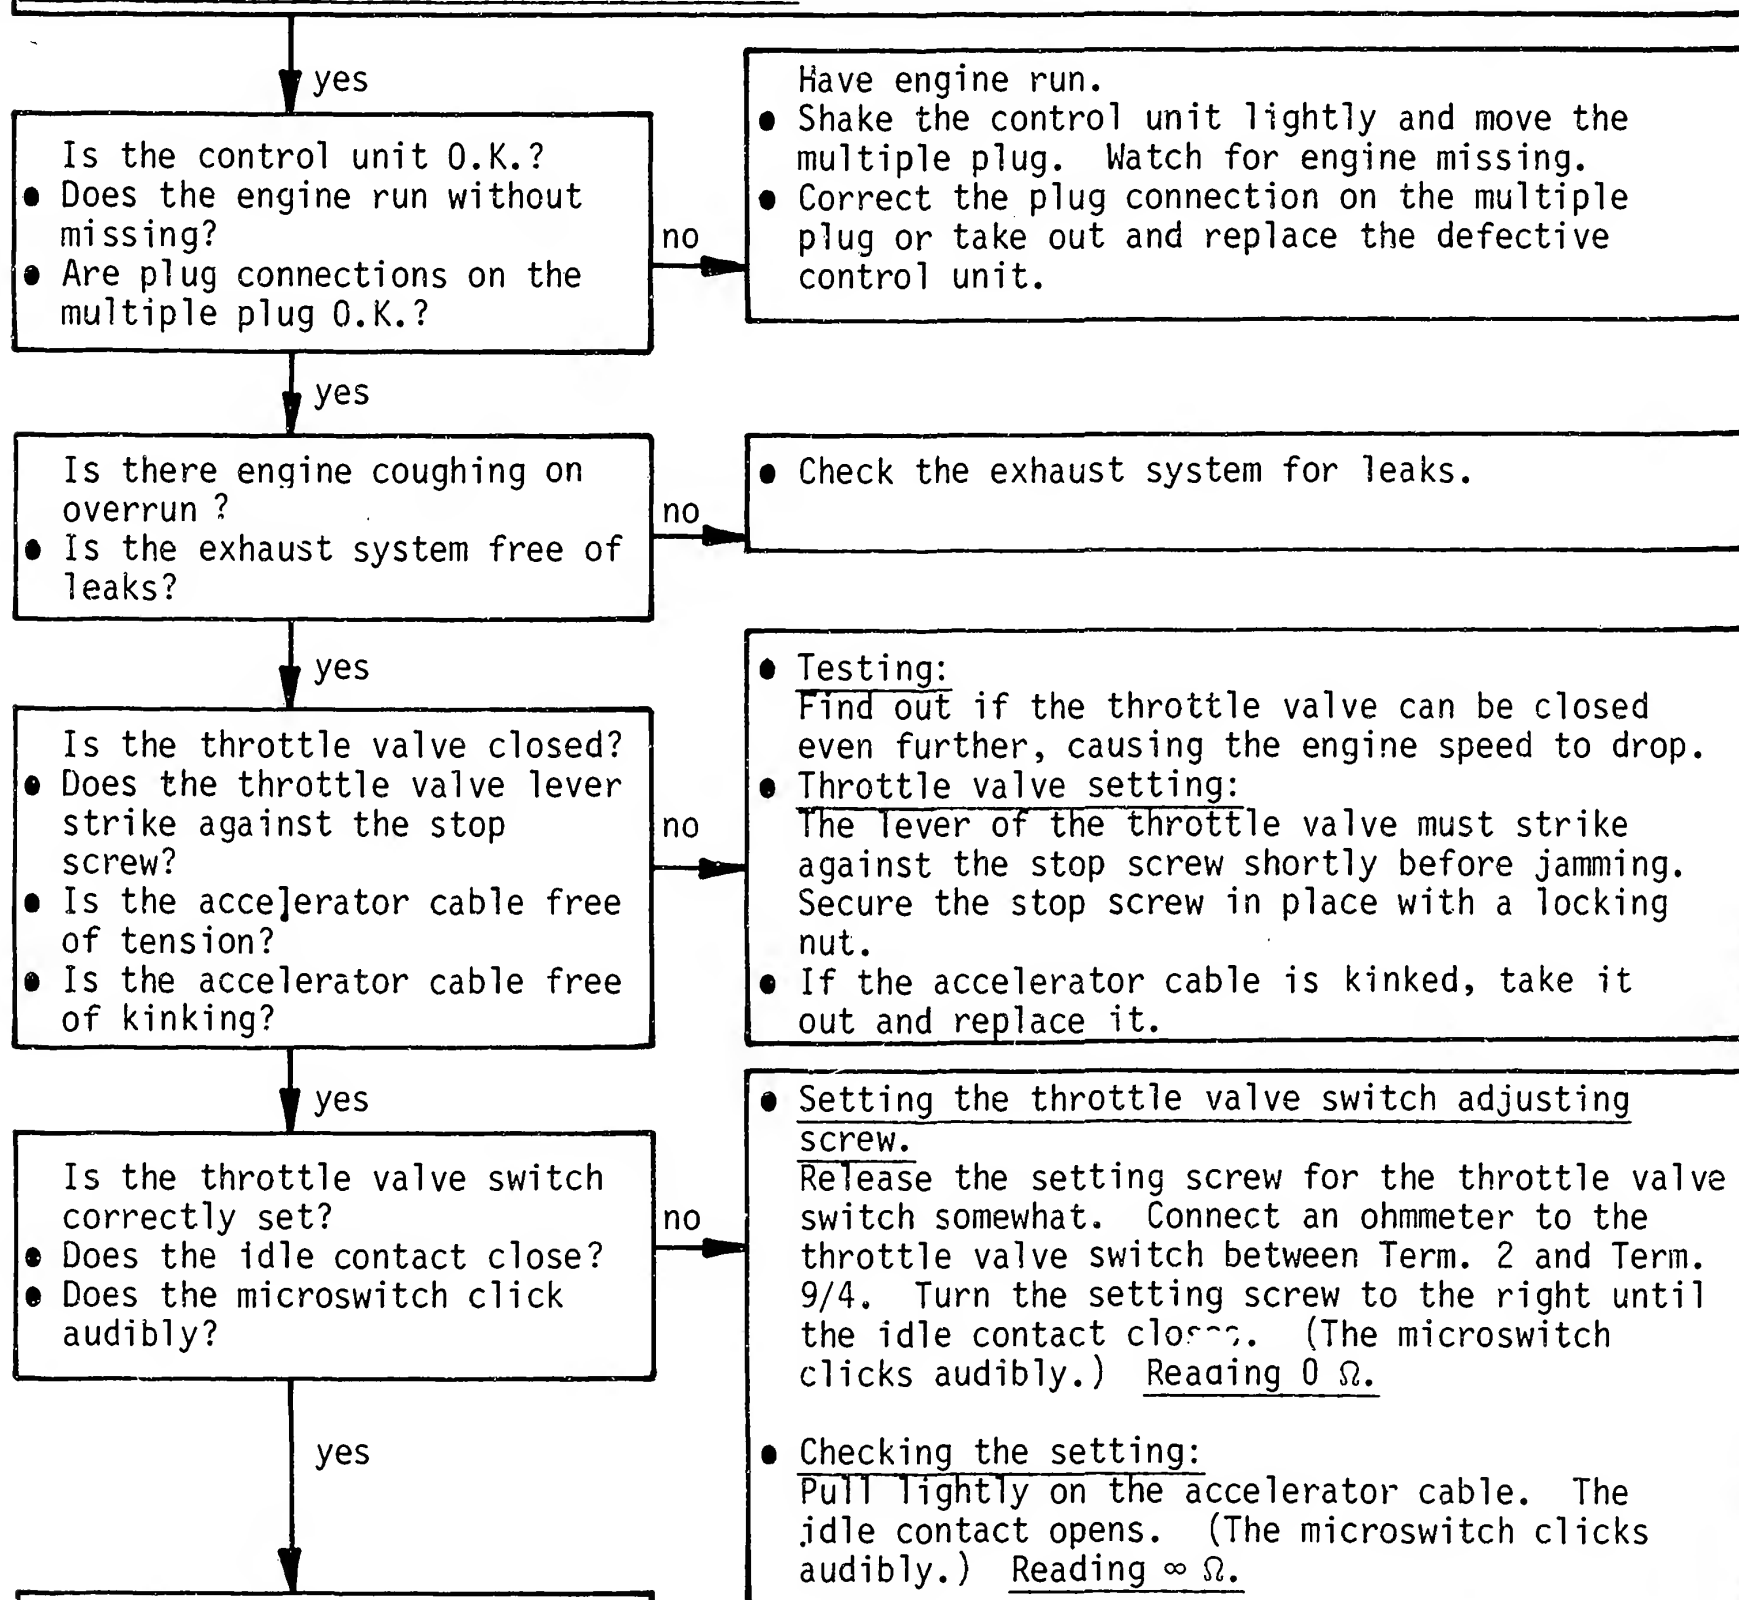 yes
Is the control unit O.K.?
● Does the engine run without
missing?
● Are plug connections on the
multiple plug O.K.?
no
Have engine run.
● Shake the control unit lightly and move the
multiple plug. Watch for engine missing.
● Correct the plug connection on the multiple
plug or take out and replace the defective
control unit.
yes
Is there engine coughing on
overrun ?
● Is the exhaust system free of
leaks?
no
● Check the exhaust system for leaks.
yes
Is the throttle valve closed?
● Does the throttle valve lever
strike against the stop
screw?
● Is the accelerator cable free
of tension?
● Is the accelerator cable free
of kinking?
no
● Testing:
Find out if the throttle valve can be closed
even further, causing the engine speed to drop.
● Throttle valve setting:
The lever of the throttle valve must strike
against the stop screw shortly before jamming.
Secure the stop screw in place with a locking
nut.
● If the accelerator cable is kinked, take it
out and replace it.
yes
Is the throttle valve switch
correctly set?
● Does the idle contact close?
● Does the microswitch click
audibly?
no
● Setting the throttle valve switch adjusting
screw.
Release the setting screw for the throttle valve
switch somewhat. Connect an ohmmeter to the
throttle valve switch between Term. 2 and Term.
9/4. Turn the setting screw to the right until
the idle contact (The microswitch
clicks audibly.) Reading 0 Ω.
● Checking the setting:
Pull lightly on the accelerator cable. The
idle contact opens. (The microswitch clicks
audibly.) Reading ∞ Ω.
yes